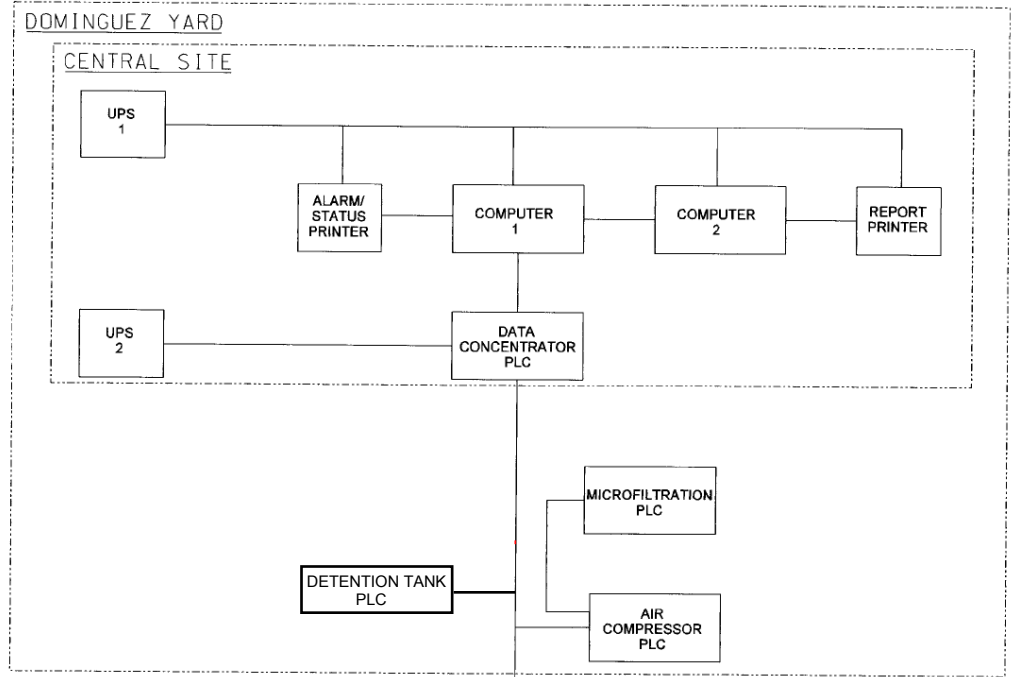 DOMINGUEZ YARD
CENTRAL SITE
UPS
1
ALARM/
STATUS
PRINTER
COMPUTER
1
COMPUTER
2
REPORT
PRINTER
UPS
2
DATA
CONCENTRATOR
PLC
MICROFILTRATION
PLC
DETENTION TANK
PLC
AIR
COMPRESSOR
PLC